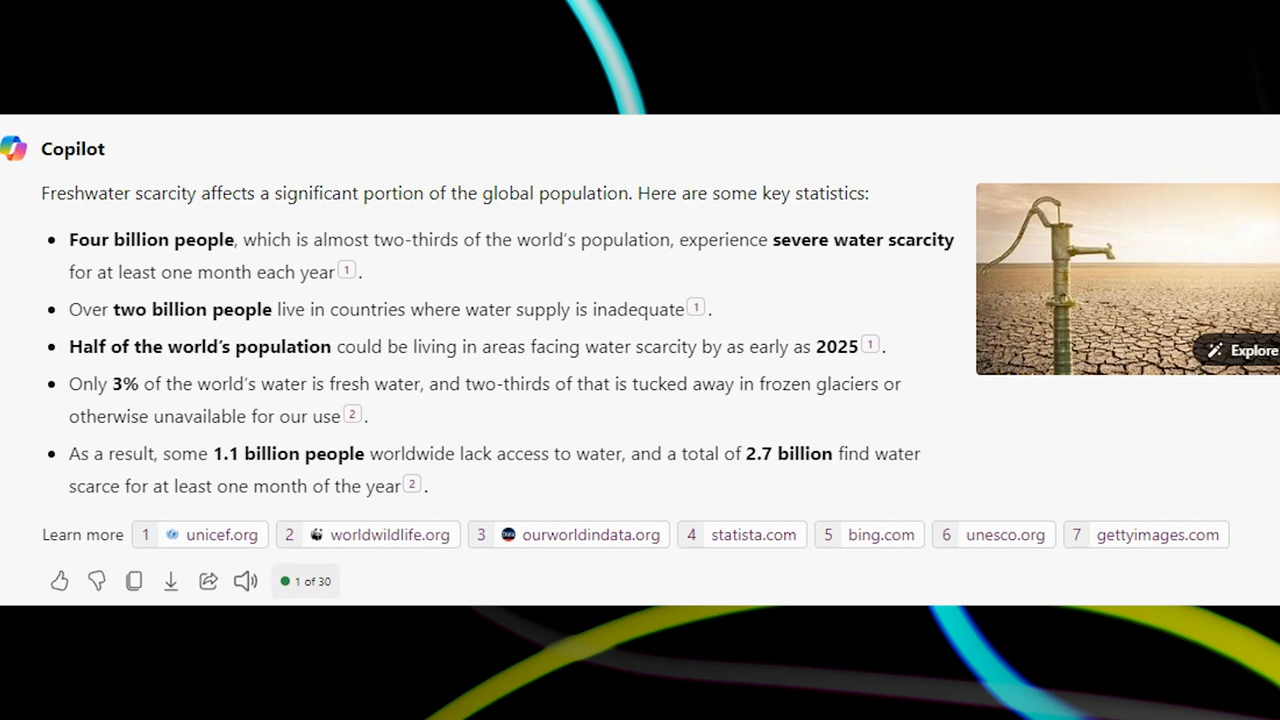 Copilot
Freshwater scarcity affects a significant portion of the global population. Here are some key statistics:
• Four billion people, which is almost two-thirds of the world's population, experience severe water scarcity
for at least one month each year 1 .
• Over two billion people live in countries where water supply is inadequate 1 .
• Half of the world's population could be living in areas facing water scarcity by as early as 2025 1 .
• Only 3% of the world's water is fresh water, and two-thirds of that is tucked away in frozen glaciers or
otherwise unavailable for our use 2 .
• As a result, some 1.1 billion people worldwide lack access to water, and a total of 2.7 billion find water
scarce for at least one month of the year 2 .
Explore
Learn more 1 unicef.org 2 worldwildlife.org 3 ourworldindata.org 4 statista.com 5 bing.com 6 unesco.org 7 gettyimages.com
1 of 30